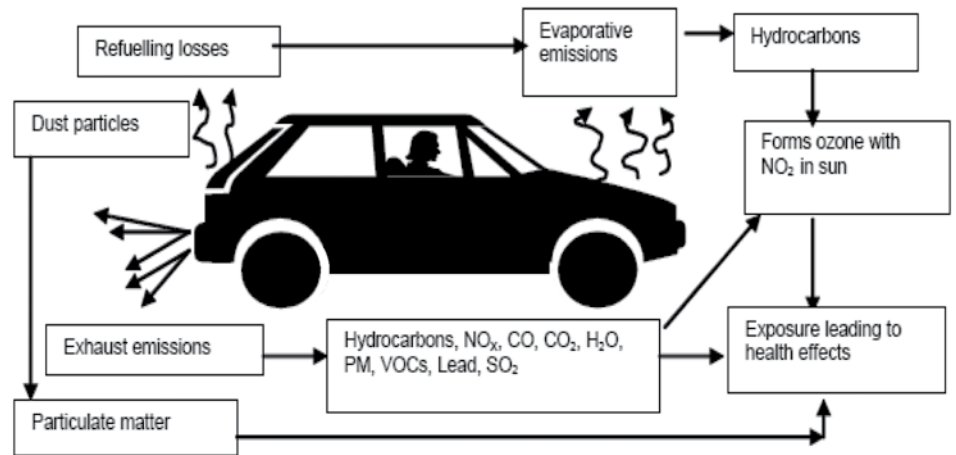 Refuelling losses
Evaporative
emissions
Hydrocarbons
Dust particles
Forms ozone with
NO₂ in sun
Exhaust emissions
Hydrocarbons, NOₓ, CO, CO₂, H₂O,
PM, VOCs, Lead, SO₂
Exposure leading to
health effects
Particulate matter